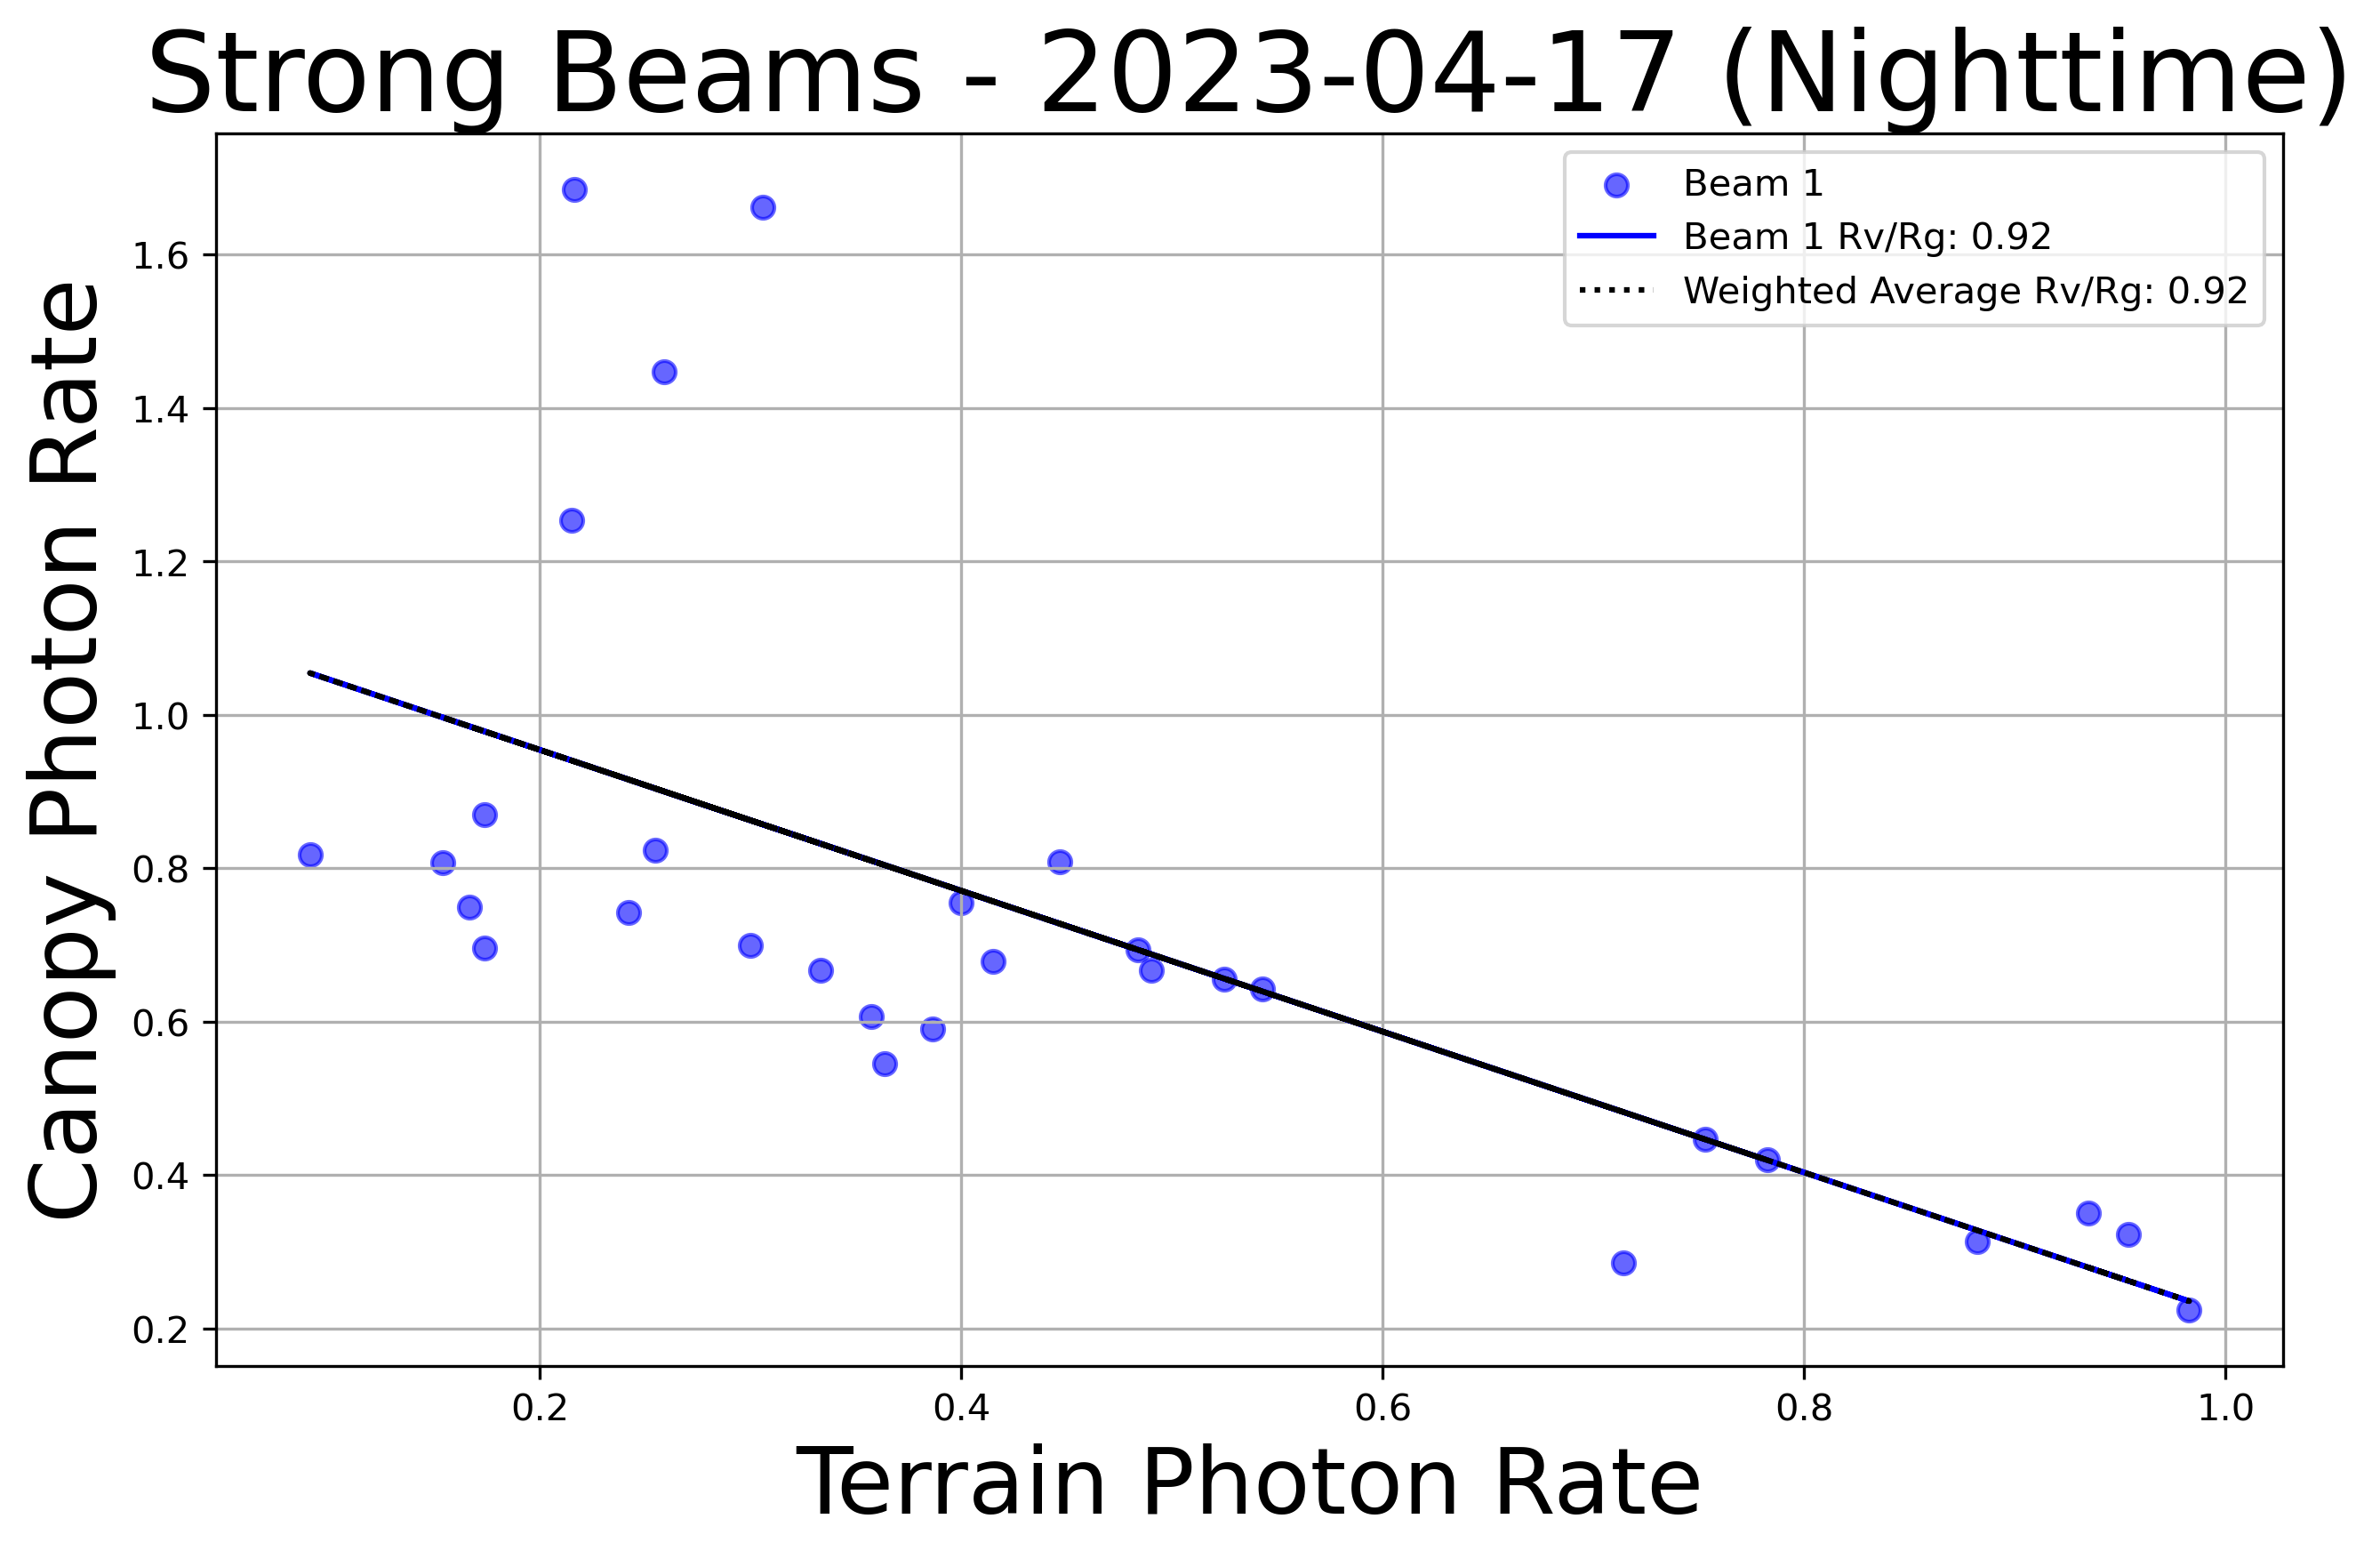 Strong Beams - 2023-04-17 (Nighttime)
Beam 1
Beam 1 Rv/Rg: 0.92
Weighted Average Rv/Rg: 0.92
Canopy Photon Rate
1.6
1.4
1.2
1.0
0.8
0.6
0.4
0.2
0.2 0.4 0.6 0.8 1.0
Terrain Photon Rate